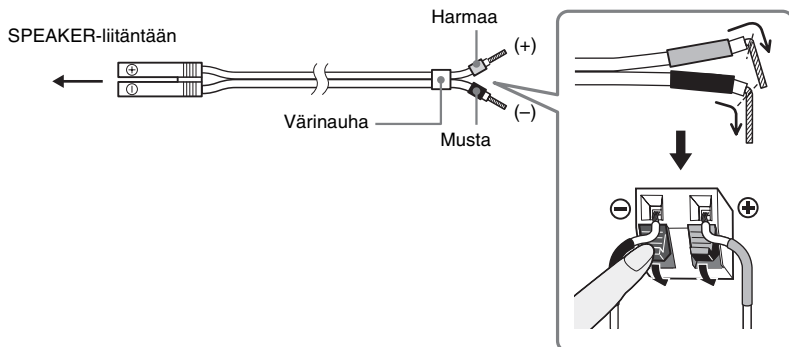 SPEAKER-liitäntään
Harmaa
(+)
Värinauha
Musta
(–)